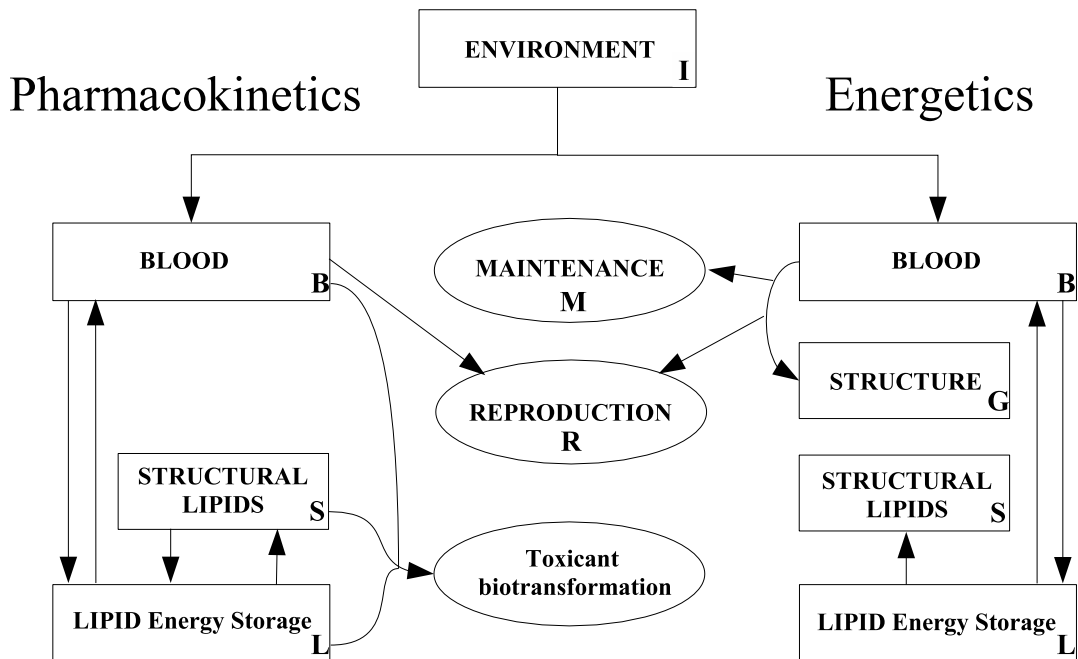 ENVIRONMENT
I
Pharmacokinetics
Energetics
BLOOD
B
MAINTENANCE
M
BLOOD
B
STRUCTURE
G
REPRODUCTION
R
STRUCTURAL
LIPIDS
S
STRUCTURAL
LIPIDS
S
Toxicant
biotransformation
LIPID Energy Storage
L
LIPID Energy Storage
L